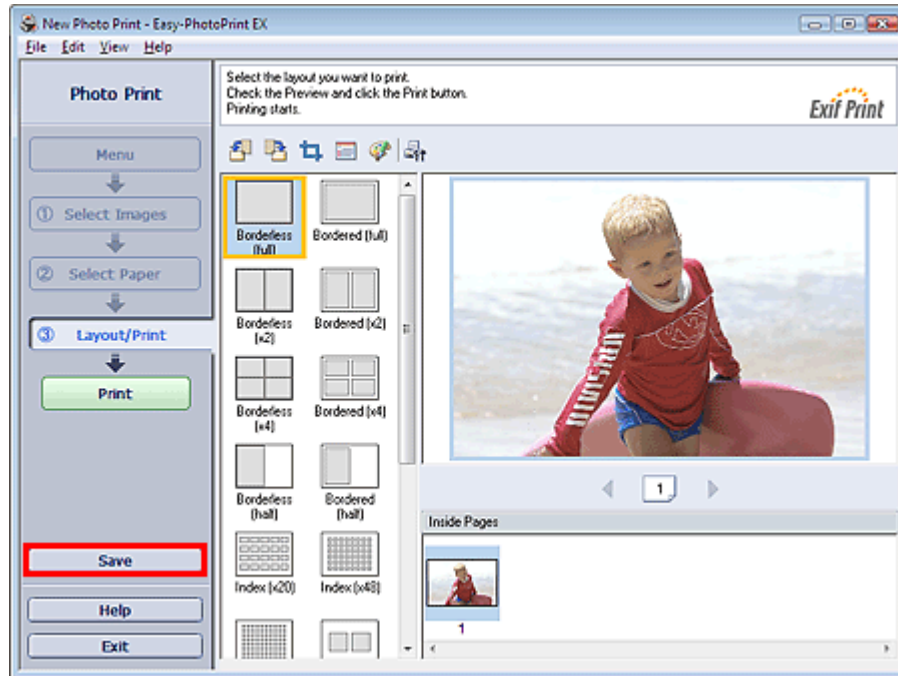 New Photo Print - Easy-PhotoPrint EX
File Edit View Help
Photo Print
Select the layout you want to print.
Check the Preview and click the Print button.
Printing starts.
Exif Print
Menu
① Select Images
② Select Paper
③ Layout/Print
Print
Save
Help
Exit
Borderless
(full)
Bordered (full)
Borderless
(x2)
Bordered (x2)
Borderless
(x4)
Bordered (x4)
Borderless
(half)
Bordered
(half)
Index (x20)
Index (x48)
1
Inside Pages
1